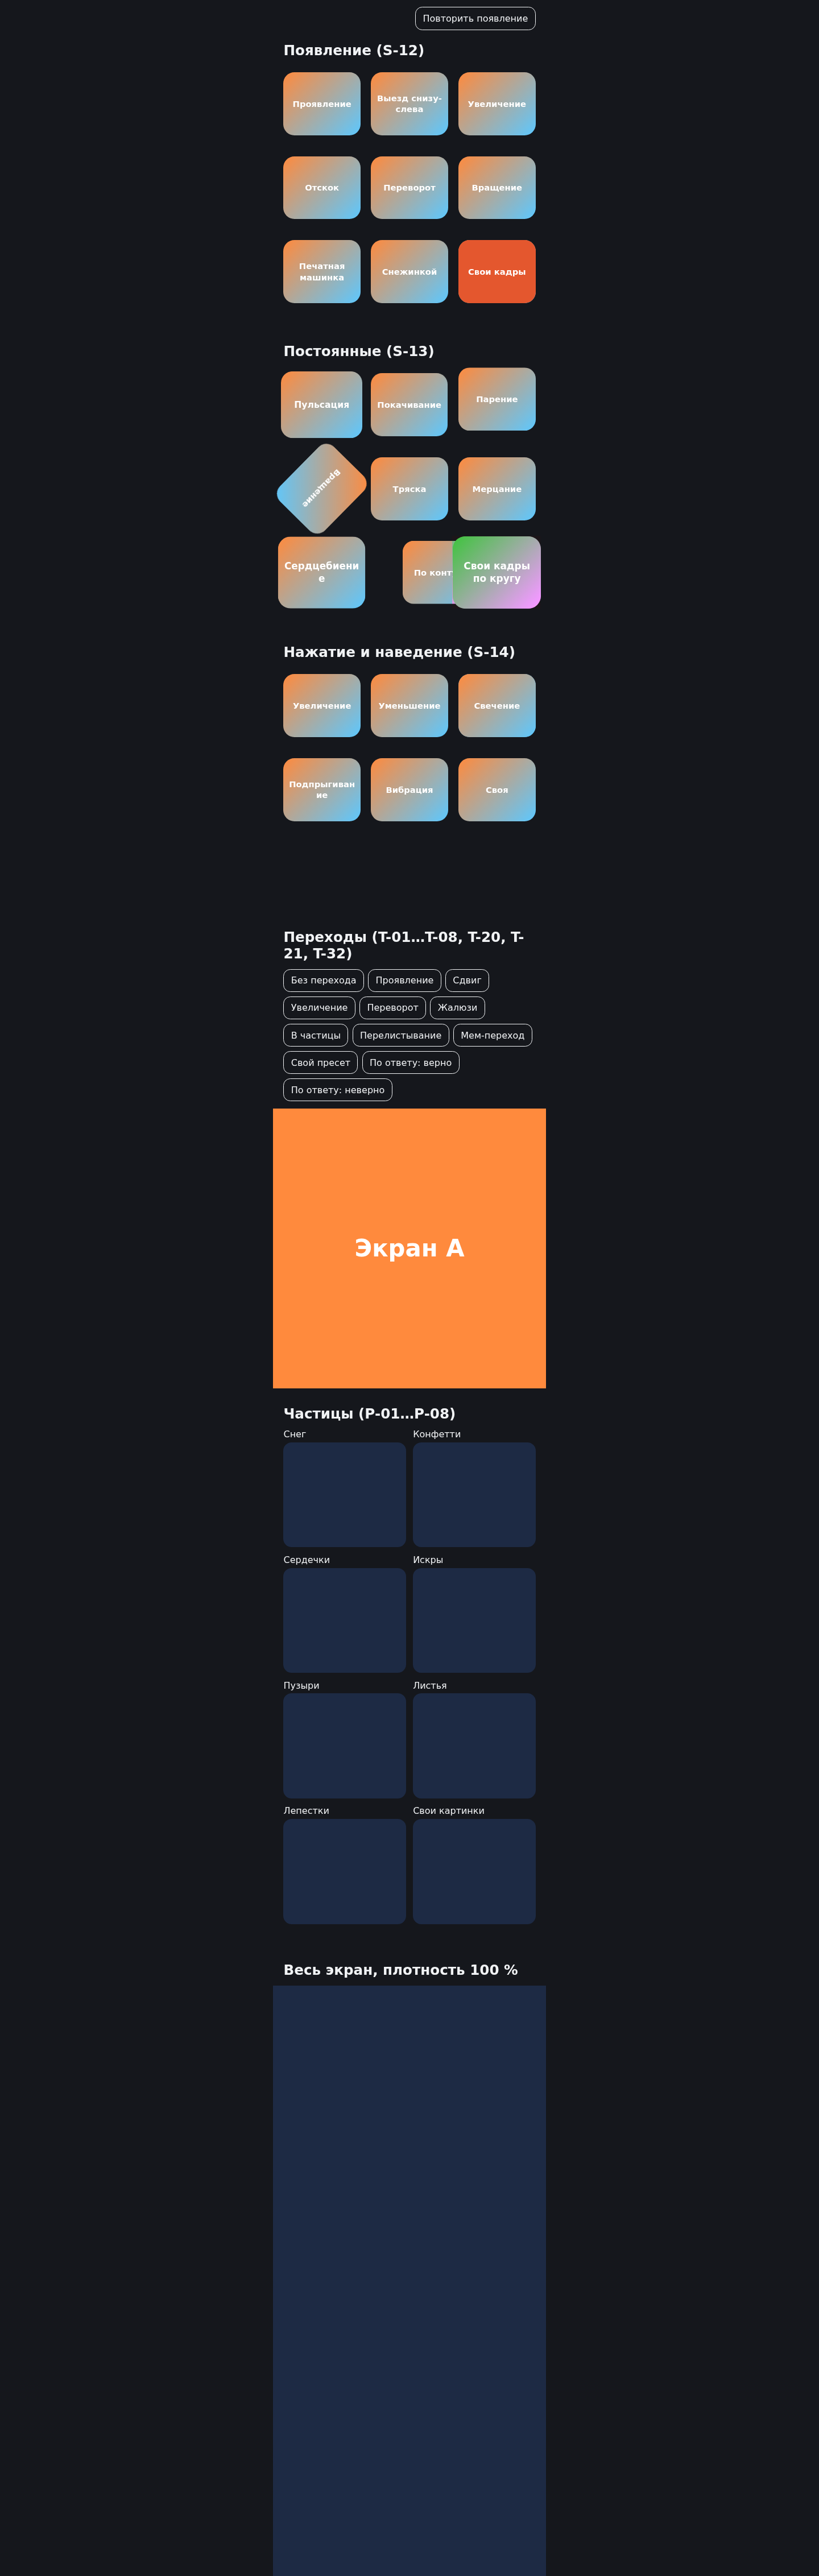 Повторить появление
Появление (S-12)
Проявление
Выезд снизу-
слева
Увеличение
Отскок
Переворот
Вращение
Печатная
машинка
Снежинкой
Свои кадры
Постоянные (S-13)
Пульсация
Покачивание
Парение
Вращение
Тряска
Мерцание
Сердцебиени
е
По конт
Свои кадры
по кругу
Нажатие и наведение (S-14)
Увеличение
Уменьшение
Свечение
Подпрыгиван
ие
Вибрация
Своя
Переходы (T-01…T-08, T-20, T-
21, T-32)
Без перехода
Проявление
Сдвиг
Увеличение
Переворот
Жалюзи
В частицы
Перелистывание
Мем-переход
Свой пресет
По ответу: верно
По ответу: неверно
Экран А
Частицы (P-01…P-08)
Снег
Конфетти
Сердечки
Искры
Пузыри
Листья
Лепестки
Свои картинки
Весь экран, плотность 100 %